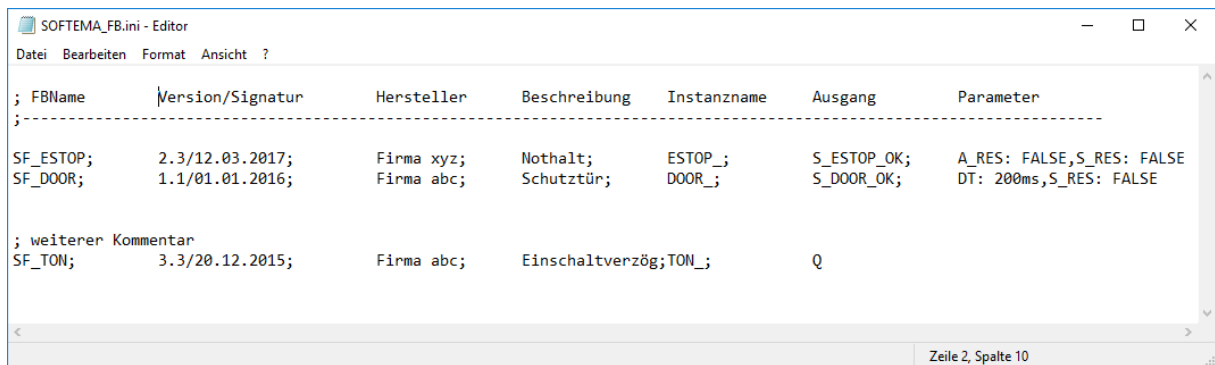 SOFTEMA_FB.ini - Editor
Datei Bearbeiten Format Ansicht ?
; FBName Version/Signatur Hersteller Beschreibung Instanzname Ausgang Parameter
;------------------------------------------------------------------------------------------------------------------------
SF_ESTOP; 2.3/12.03.2017; Firma xyz; Nothalt; ESTOP_; S_ESTOP_OK; A_RES: FALSE,S_RES: FALSE
SF_DOOR; 1.1/01.01.2016; Firma abc; Schutztür; DOOR_; S_DOOR_OK; DT: 200ms,S_RES: FALSE
; weiterer Kommentar
SF_TON; 3.3/20.12.2015; Firma abc; Einschaltverzög;TON_; Q
Zeile 2, Spalte 10